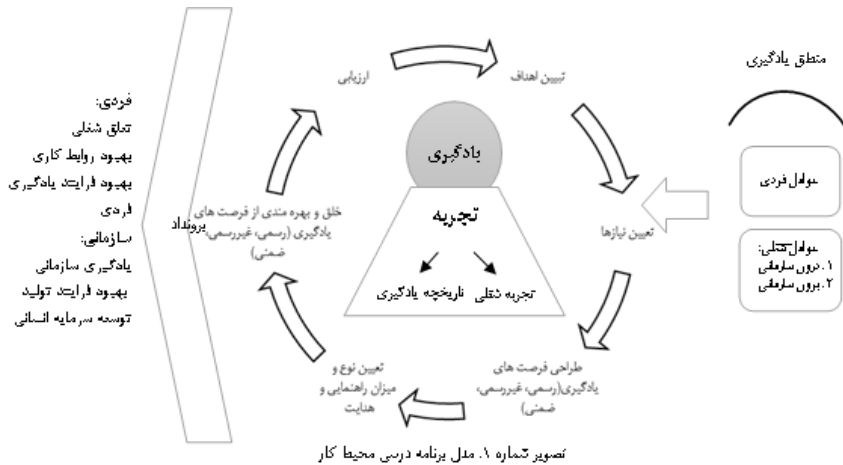 منطق یادگیری
عوامل فردی
عوامل شغلی:
۱. درون سازمانی
۲. برون سازمانی
تبیین اهداف
تعیین نیازها
طراحی فرصت های
یادگیری(رسمی، غیررسمی،
ضمنی)
تعیین نوع و
میزان راهنمایی و
هدایت
خلق و بهره مندی از فرصت های
یادگیری (رسمی، غیررسمی،
ضمنی)
ارزیابی
یادگیری
تجربه
تجربه شغلی
تاریخچه یادگیری
برونداد
فردی:
تعلق شغلی
بهبود روابط کاری
بهبود فرایند یادگیری
فردی
سازمانی:
یادگیری سازمانی
بهبود فرایند تولید
توسعه سرمایه انسانی
تصویر شماره ۱. مدل برنامه درسی محیط کار